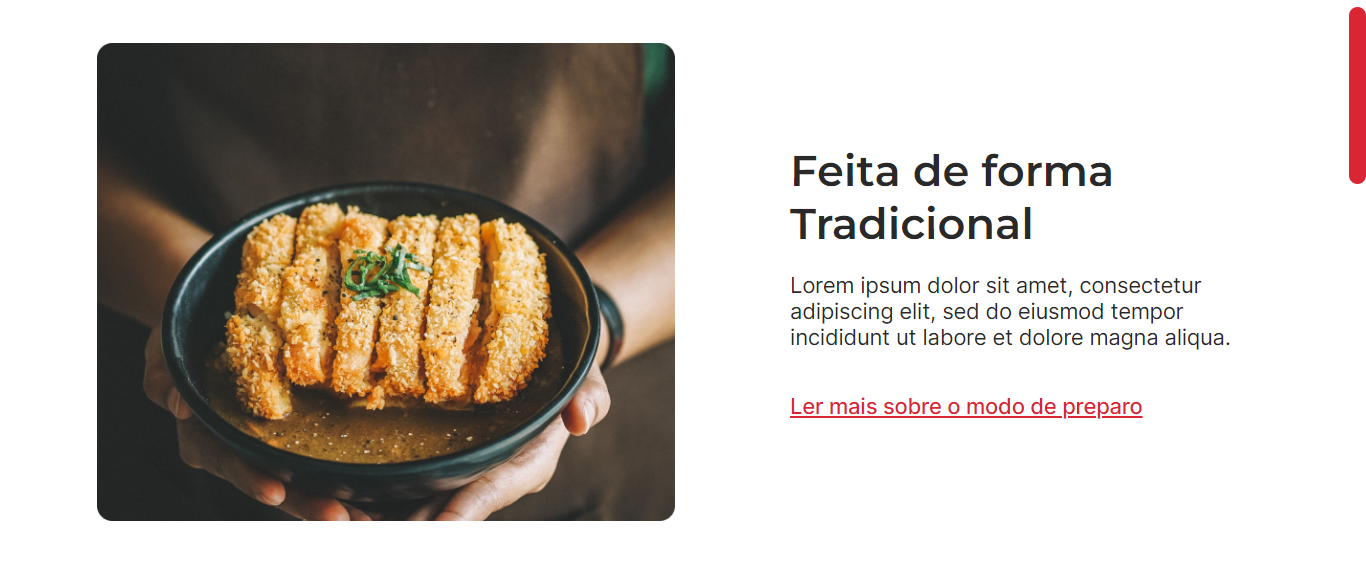 Feita de forma
Tradicional
Lorem ipsum dolor sit amet, consectetur
adipiscing elit, sed do eiusmod tempor
incididunt ut labore et dolore magna aliqua.
Ler mais sobre o modo de preparo